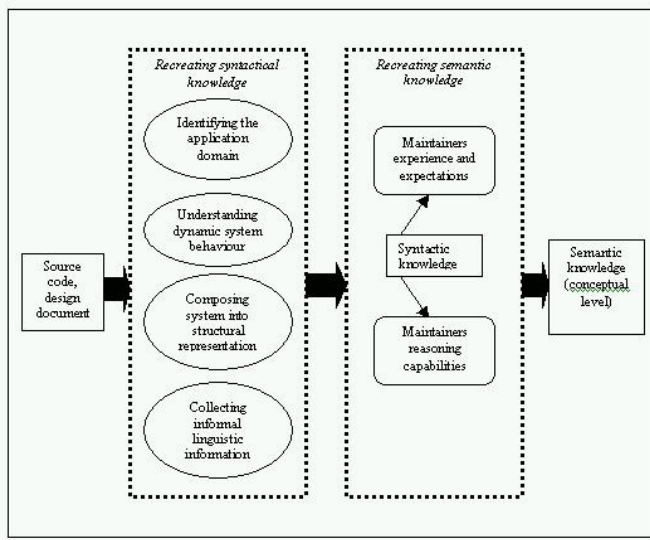 Recreating syntactical
knowledge
Identifying the
application
domain
Understanding
dynamic system
behaviour
Composing
system into
structural
representation
Collecting
informal
linguistic
information
Source
code,
design
document
Recreating semantic
knowledge
Maintainers
experience and
expectations
Syntactic
knowledge
Maintainers
reasoning
capabilities
Semantic
knowledge
(conceptual
level)